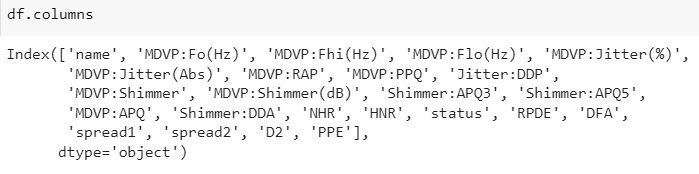 df.columns
Index(['name', 'MDVP:Fo(Hz)', 'MDVP:Fhi(Hz)', 'MDVP:Flo(Hz)', 'MDVP:Jitter(%)',
'MDVP:Jitter(Abs)', 'MDVP:RAP', 'MDVP:PPQ', 'Jitter:DDP',
'MDVP:Shimmer', 'MDVP:Shimmer(dB)', 'Shimmer:APQ3', 'Shimmer:APQ5',
'MDVP:APQ', 'Shimmer:DDA', 'NHR', 'HNR', 'status', 'RPDE', 'DFA',
'spread1', 'spread2', 'D2', 'PPE'],
dtype='object')